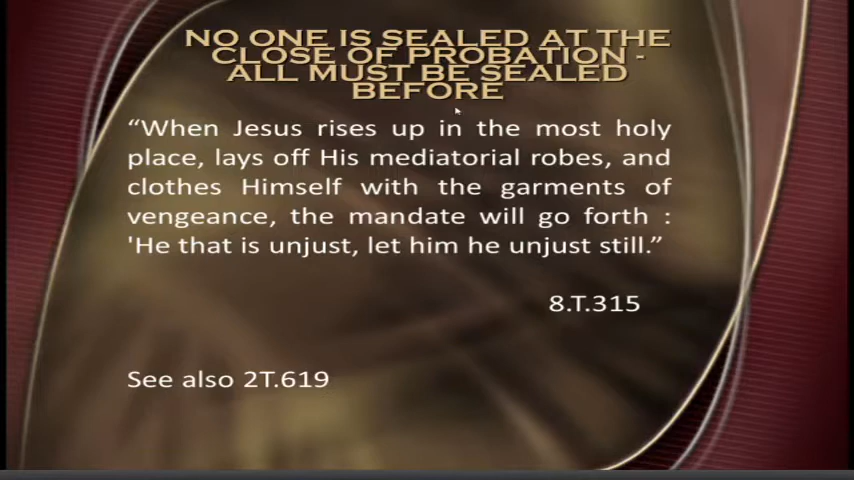 NO ONE IS SEALED AT THE
CLOSE OF PROBATION -
ALL MUST BE SEALED
BEFORE
“When Jesus rises up in the most holy
place, lays off His mediatorial robes, and
clothes Himself with the garments of
vengeance, the mandate will go forth :
'He that is unjust, let him he unjust still.”
8.T.315
See also 2T.619